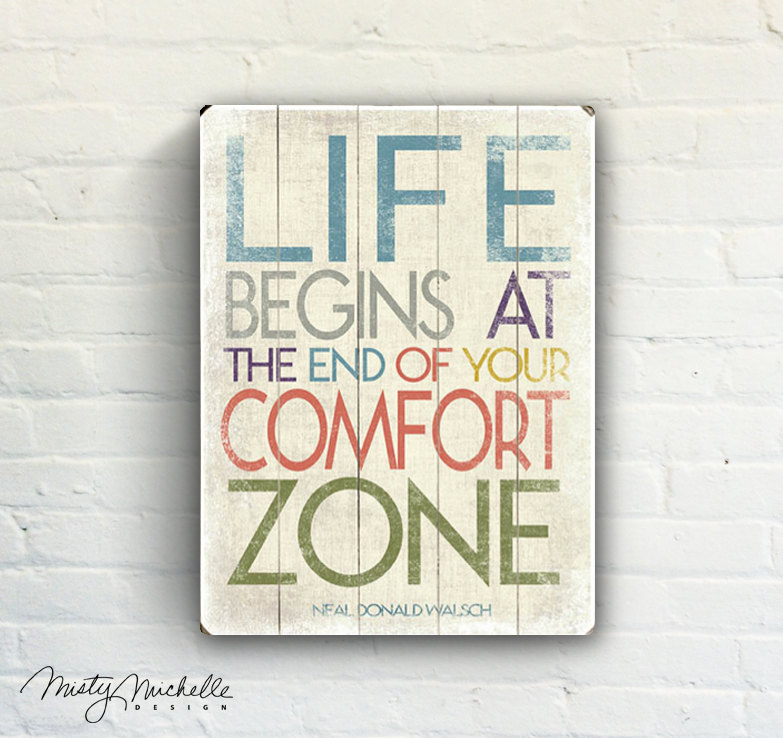 LIFE
BEGINS AT
THE END OF YOUR
COMFORT
ZONE
NEAL DONALD WALSCH
Misty Michelle
DESIGN